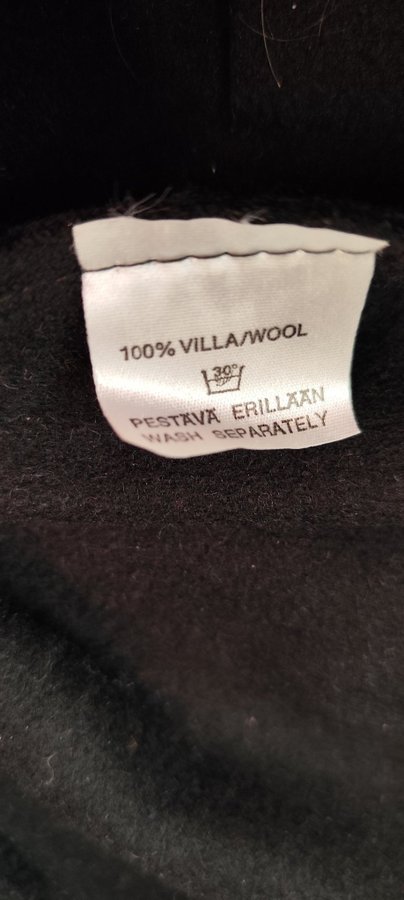 100% VILLA/WOOL
30°
PESTÄVÄ ERILLÄÄN
WASH SEPARATELY